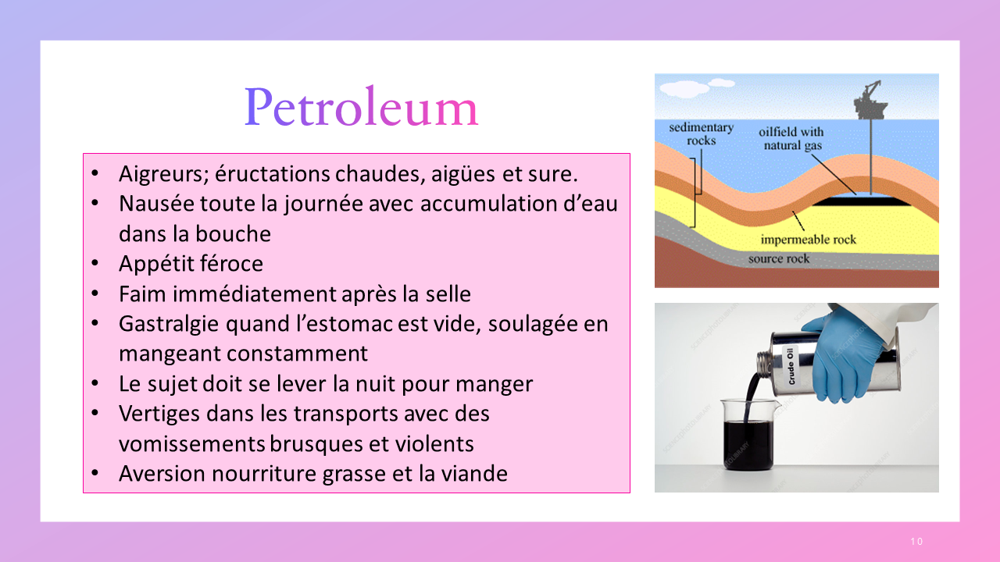 Petroleum
• Aigreurs; éructations chaudes, aigües et sure.
• Nausée toute la journée avec accumulation d’eau
dans la bouche
• Appétit féroce
• Faim immédiatement après la selle
• Gastralgie quand l’estomac est vide, soulagée en
mangeant constamment
• Le sujet doit se lever la nuit pour manger
• Vertiges dans les transports avec des
vomissements brusques et violents
• Aversion nourriture grasse et la viande
sedimentary
rocks
oilfield with
natural gas
impermeable rock
source rock
Crude Oil
10